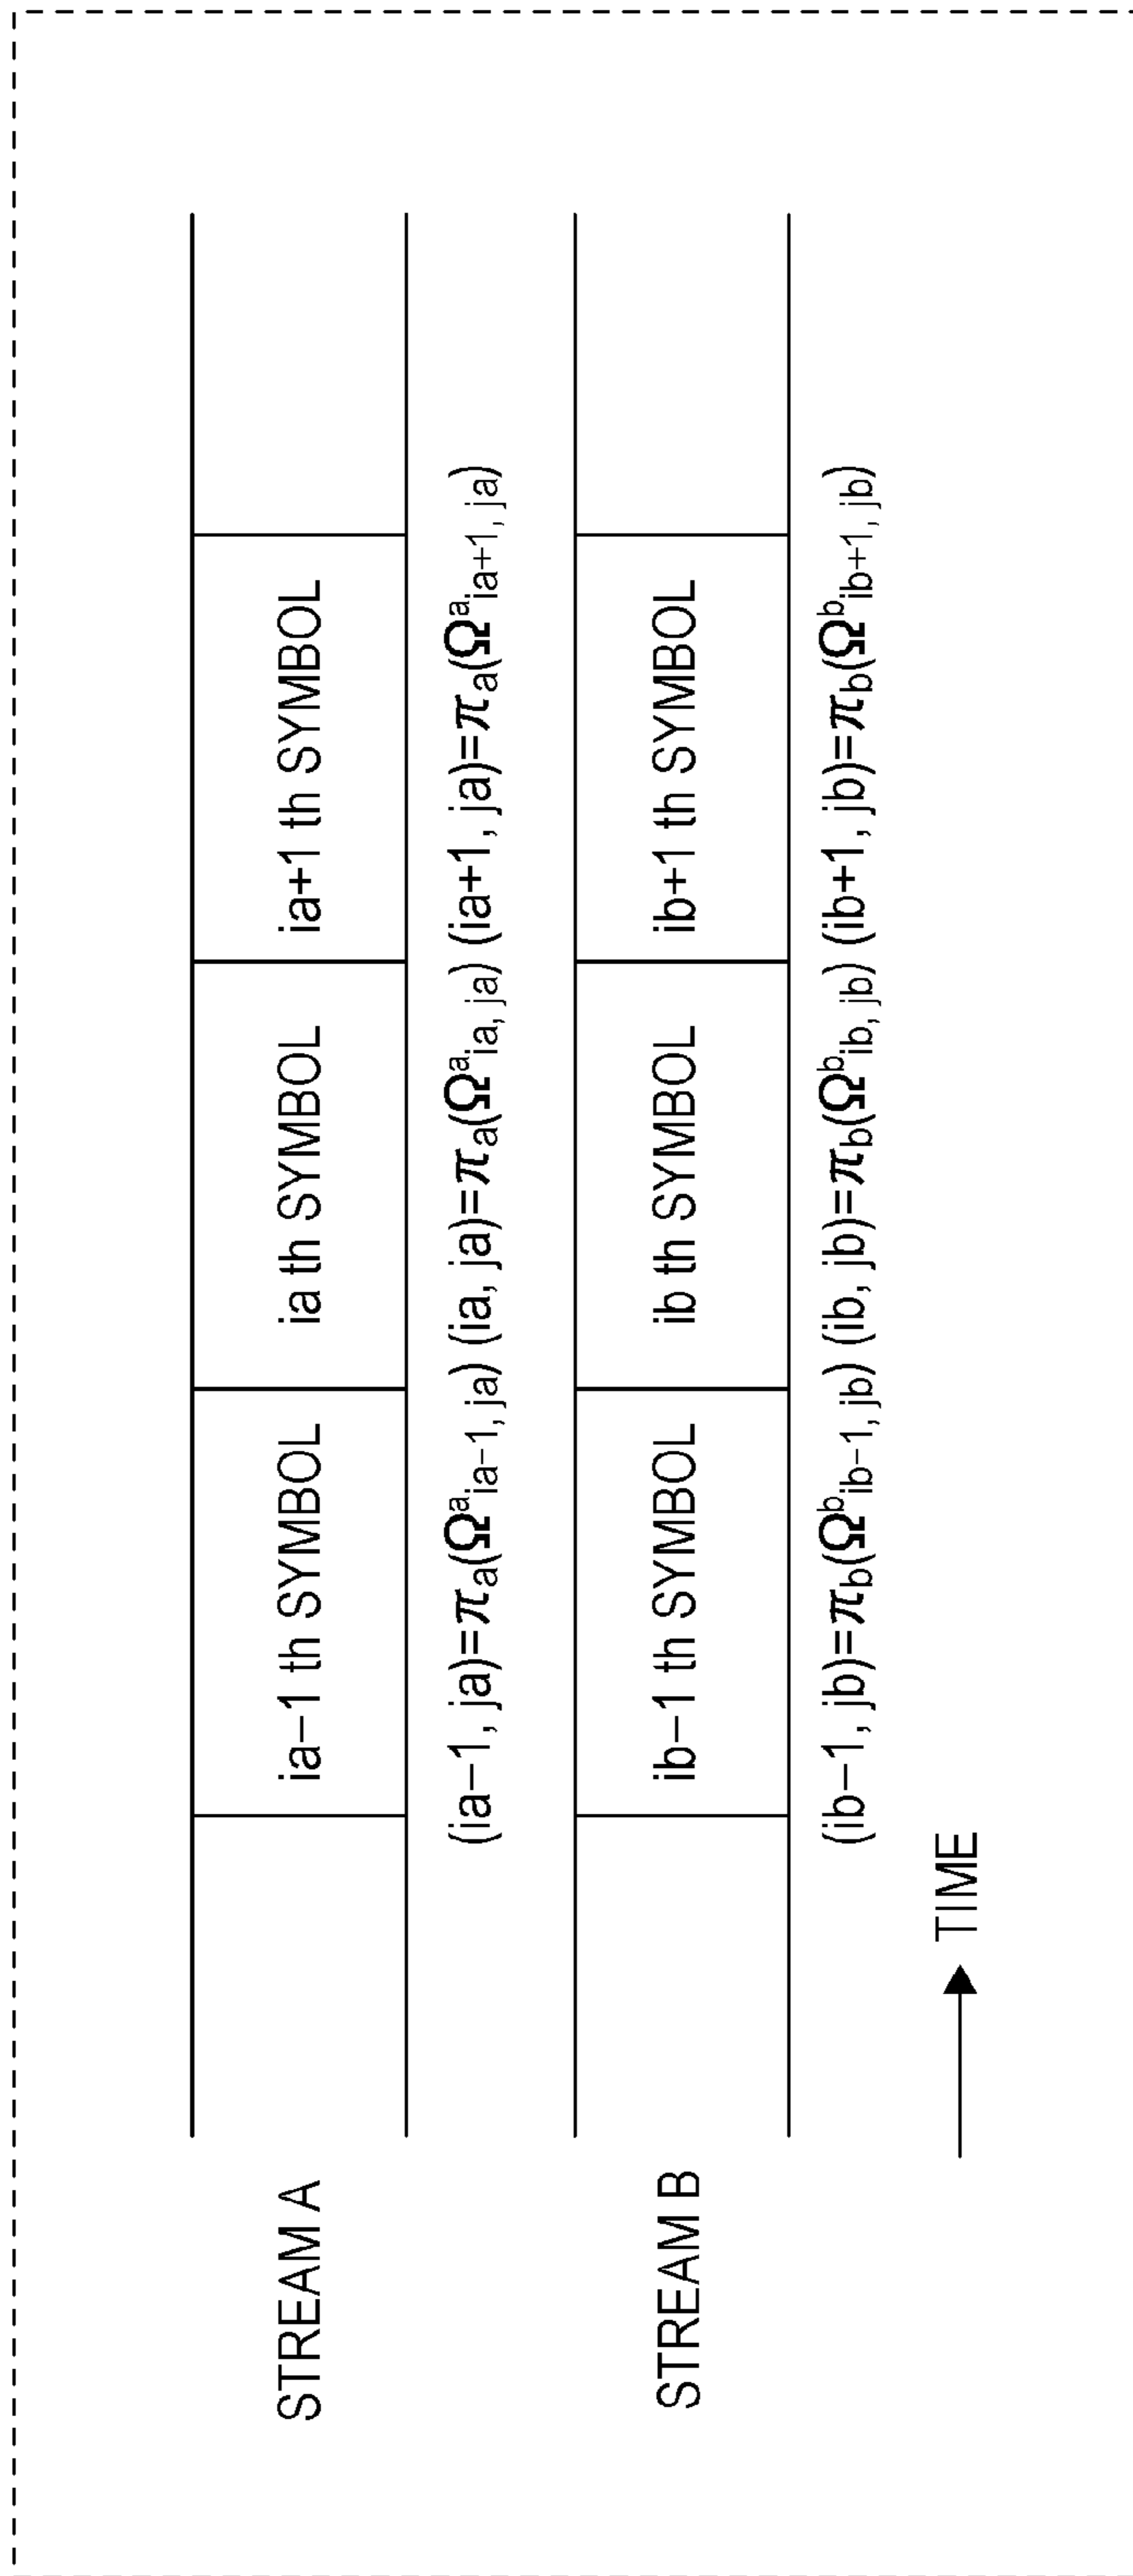 STREAM A
ia−1 th SYMBOL
ia th SYMBOL
ia+1 th SYMBOL
(ia−1, ja)=πa(Ωᵃia−1, ja) (ia, ja)=πa(Ωᵃia, ja) (ia+1, ja)=πa(Ωᵃia+1, ja)
STREAM B
ib−1 th SYMBOL
ib th SYMBOL
ib+1 th SYMBOL
(ib−1, jb)=πb(Ωᵇib−1, jb) (ib, jb)=πb(Ωᵇib, jb) (ib+1, jb)=πb(Ωᵇib+1, jb)
TIME